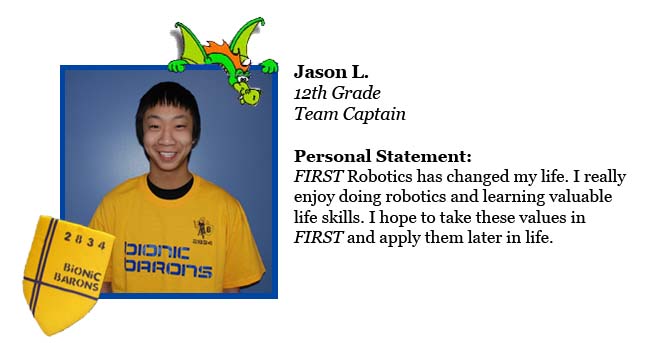 Jason L.
12th Grade
Team Captain
Personal Statement:
FIRST Robotics has changed my life. I really
enjoy doing robotics and learning valuable
life skills. I hope to take these values in
FIRST and apply them later in life.
2834
BIONIC
BARONS
2834
BIONIC
BARONS